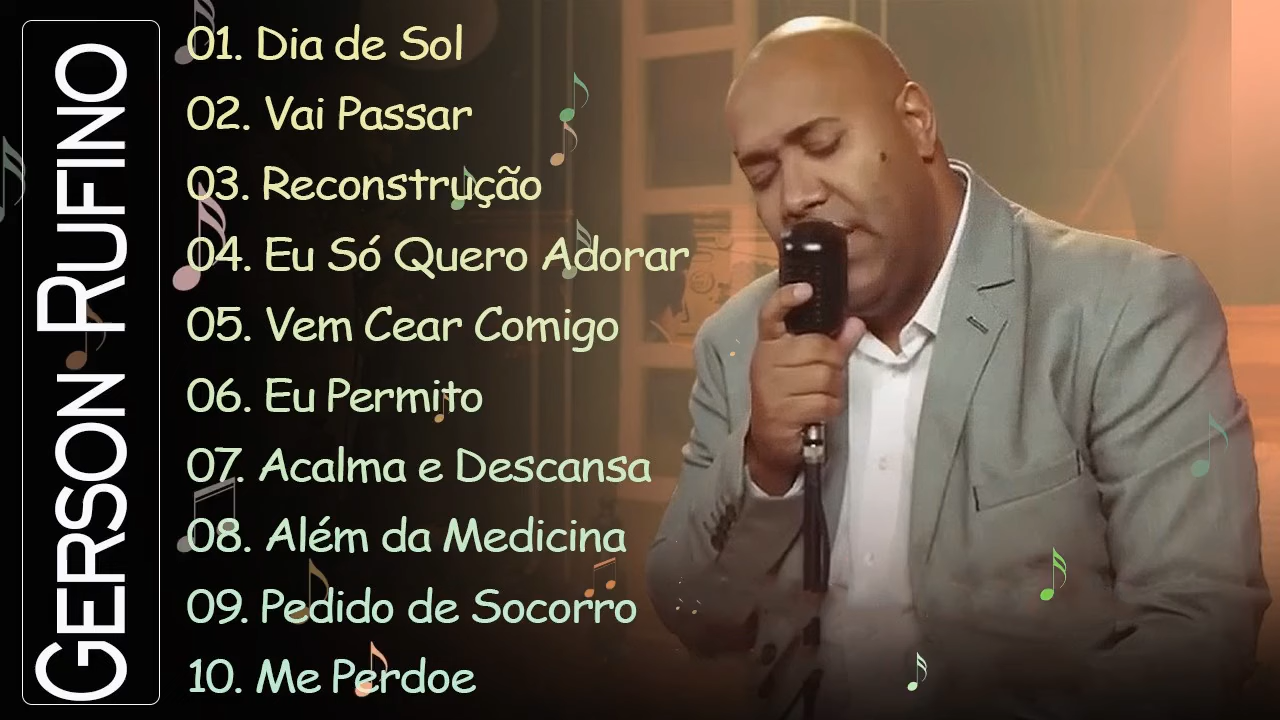 GERSON RUFINO
01. Dia de Sol
02. Vai Passar
03. Reconstrução
04. Eu Só Quero Adorar
05. Vem Cear Comigo
06. Eu Permito
07. Acalma e Descansa
08. Além da Medicina
09. Pedido de Socorro
10. Me Perdoe